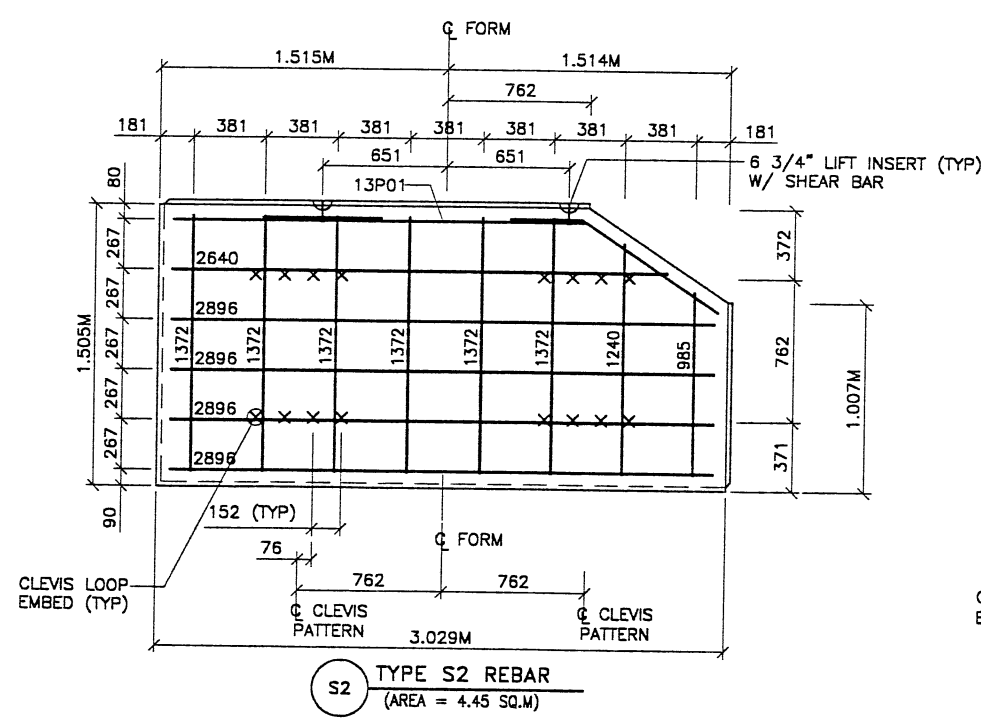 ℄ FORM
1.515M
1.514M
762
181
381
381
381
381
381
381
381
181
651
651
6 3/4" LIFT INSERT (TYP)
W/ SHEAR BAR
13P01
80
267
267
267
267
267
90
1.505M
2640
2896
2896
2896
2896
1372
1372
1372
1372
1372
1372
1240
985
372
762
371
1.007M
152 (TYP)
76
℄ FORM
CLEVIS LOOP
EMBED (TYP)
762
762
℄ CLEVIS
PATTERN
℄ CLEVIS
PATTERN
3.029M
S2
TYPE S2 REBAR
(AREA = 4.45 SQ.M)